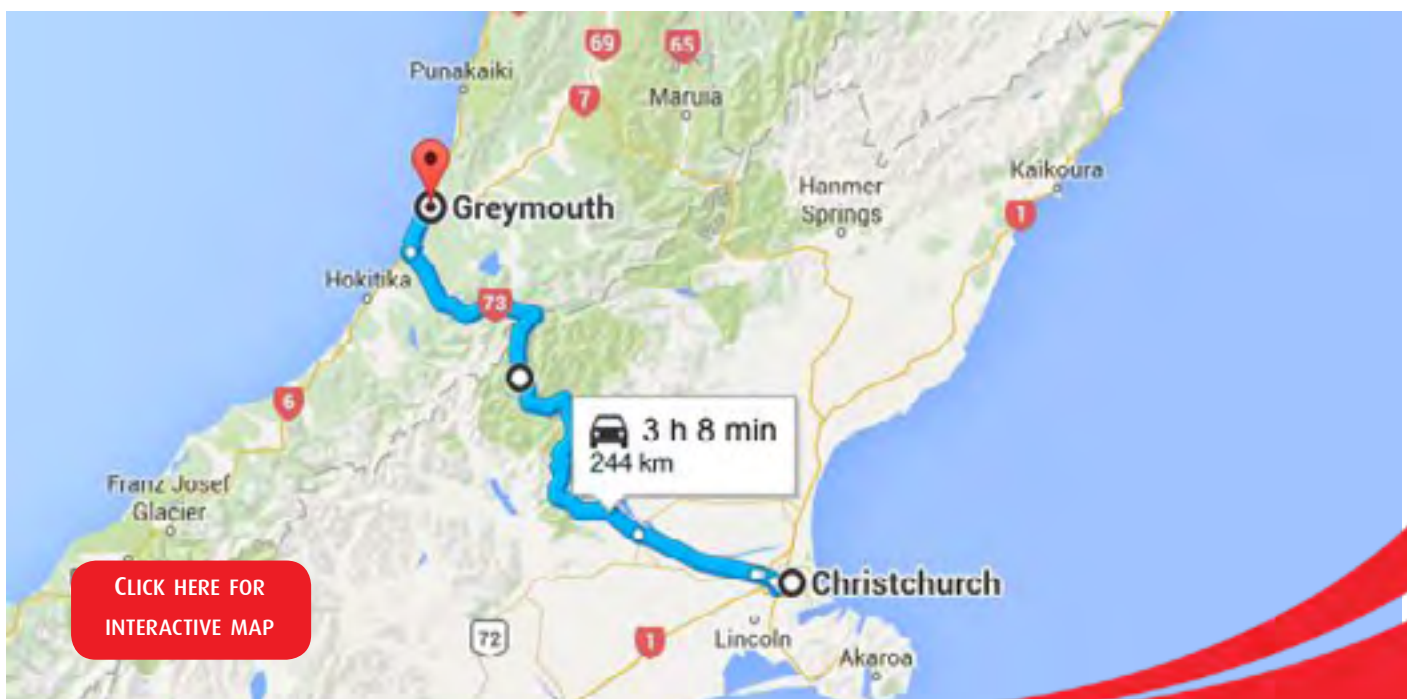 69
65
Punakaiki
7
Maruia
Kaikoura
Hanmer
Springs
1
Greymouth
Hokitika
73
6
3 h 8 min
244 km
Franz Josef
Glacier
CLICK HERE FOR
INTERACTIVE MAP
Christchurch
72
1
Lincoln
Akaroa